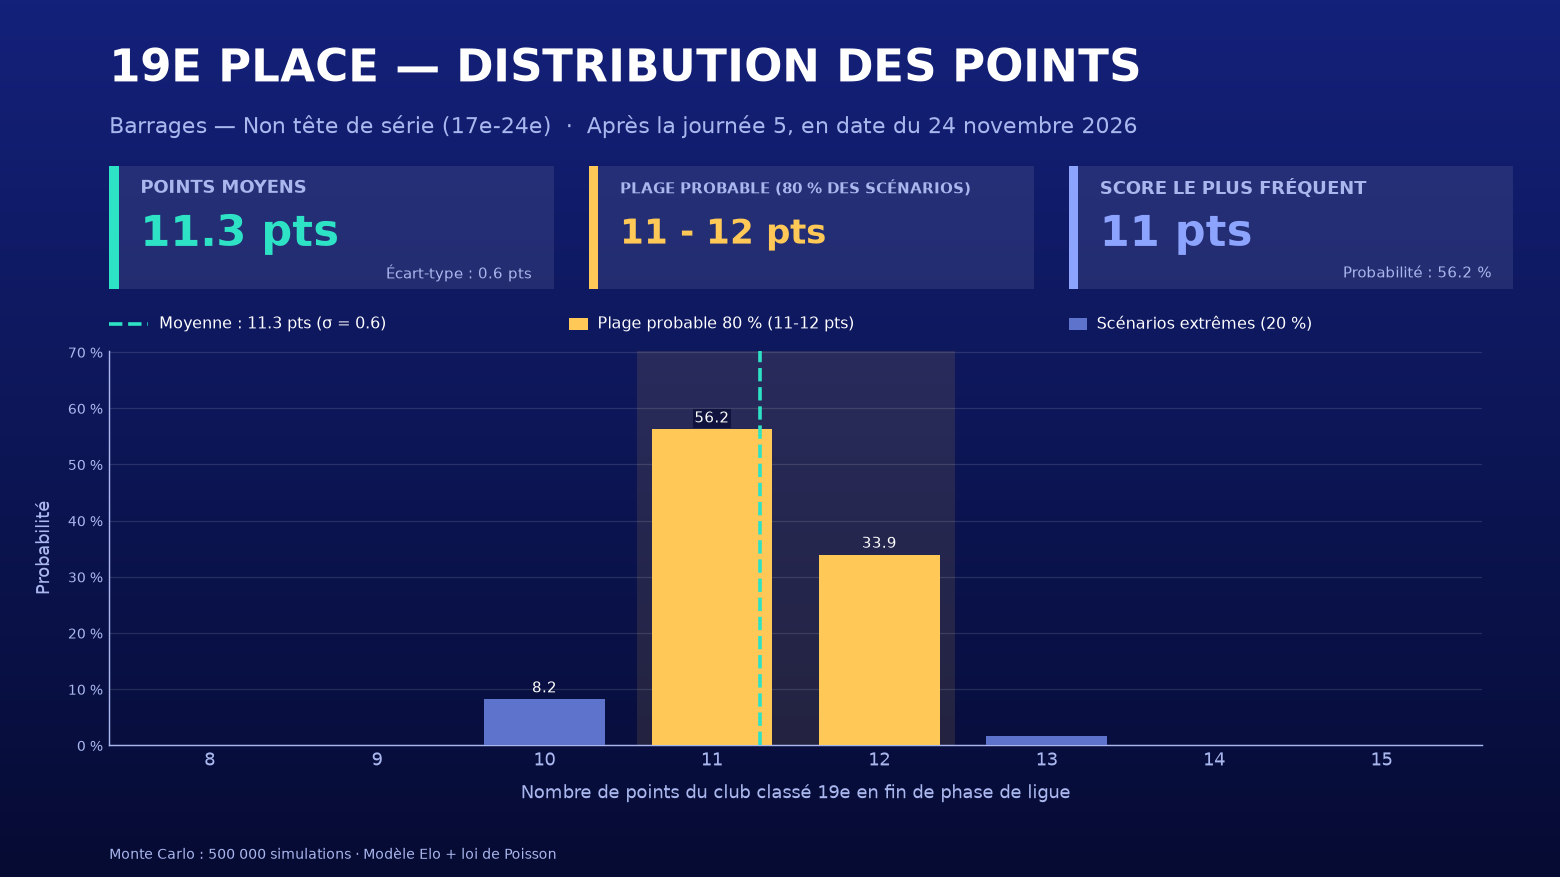 19E PLACE — DISTRIBUTION DES POINTS
Barrages — Non tête de série (17e-24e) · Après la journée 5, en date du 24 novembre 2026
POINTS MOYENS
11.3 pts
Écart-type : 0.6 pts
PLAGE PROBABLE (80 % DES SCÉNARIOS)
11 - 12 pts
SCORE LE PLUS FRÉQUENT
11 pts
Probabilité : 56.2 %
Moyenne : 11.3 pts (σ = 0.6)
Plage probable 80 % (11-12 pts)
Scénarios extrêmes (20 %)
70 %
60 %
50 %
40 %
30 %
20 %
10 %
0 %
Probabilité
8.2
56.2
33.9
8
9
10
11
12
13
14
15
Nombre de points du club classé 19e en fin de phase de ligue
Monte Carlo : 500 000 simulations · Modèle Elo + loi de Poisson